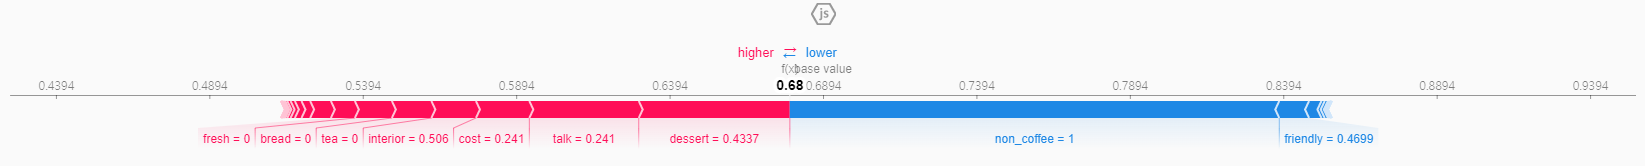 js
higher ⇄ lower
f(x) base value
0.4394 0.4894 0.5394 0.5894 0.6394 0.68 0.6894 0.7394 0.7894 0.8394 0.8894 0.9394
fresh = 0 bread = 0 tea = 0 interior = 0.506 cost = 0.241 talk = 0.241 dessert = 0.4337 non_coffee = 1 friendly = 0.4699